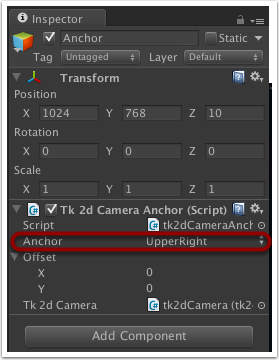 Inspector
Anchor Static
Tag Untagged Layer Default
Transform
Position
X 1024 Y 768 Z 10
Rotation
X 0 Y 0 Z 0
Scale
X 1 Y 1 Z 1
Tk 2d Camera Anchor (Script)
Script tk2dCameraAnch
Anchor UpperRight
Offset
X 0
Y 0
Tk 2d Camera tk2dCamera (tk2
Add Component